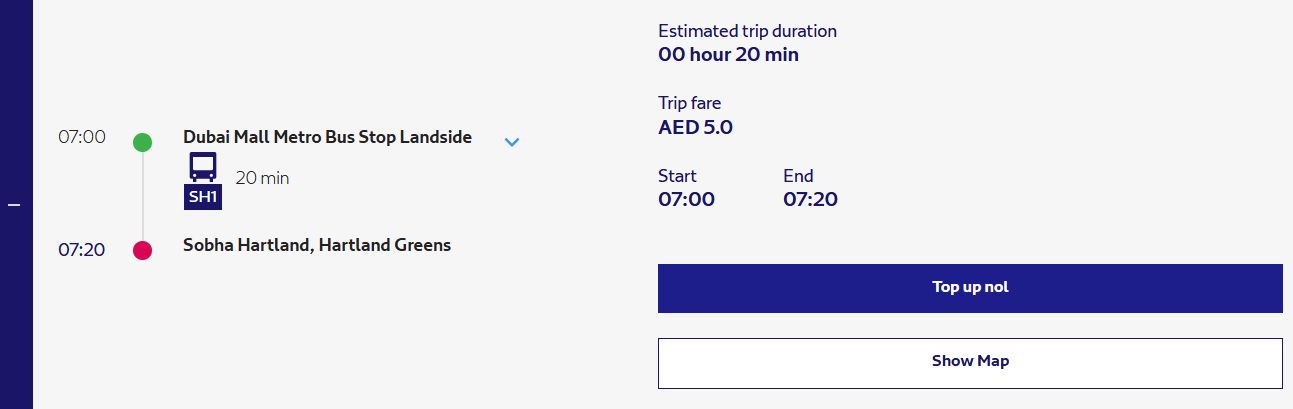 07:00
Dubai Mall Metro Bus Stop Landside
20 min
SH1
07:20
Sobha Hartland, Hartland Greens
Estimated trip duration
00 hour 20 min
Trip fare
AED 5.0
Start End
07:00 07:20
Top up nol
Show Map